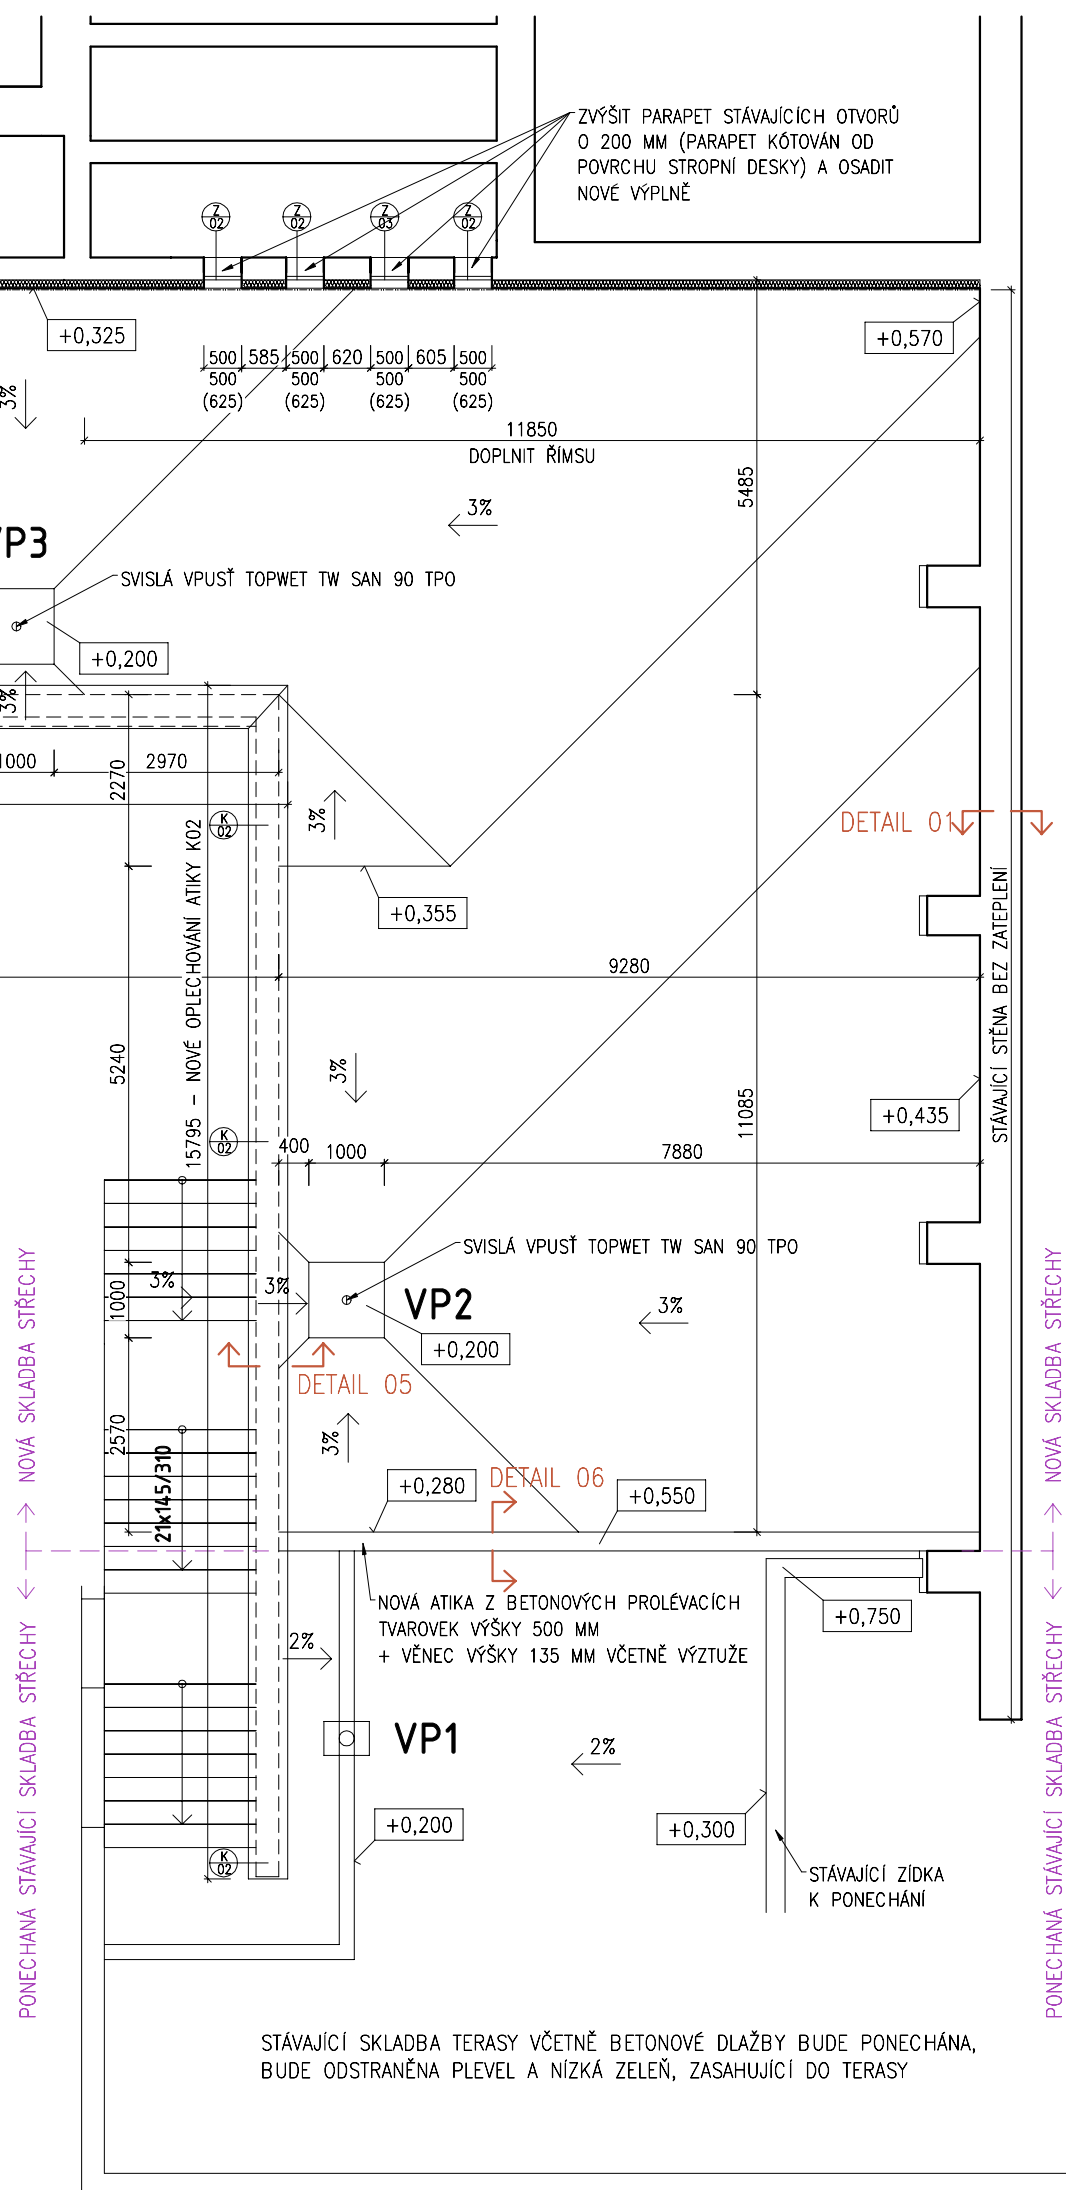 ZVÝŠIT PARAPET STÁVAJÍCÍCH OTVORŮ
O 200 MM (PARAPET KÓTOVÁN OD
POVRCHU STROPNÍ DESKY) A OSADIT
NOVÉ VÝPLNĚ
Z
02
Z
02
Z
03
Z
02
+0,325
+0,570
500
585
500
620
500
605
500
500
500
500
500
(625)
(625)
(625)
(625)
3%
11850
DOPLNIT ŘÍMSU
5485
3%
VP3
SVISLÁ VPUSŤ TOPWET TW SAN 90 TPO
+0,200
3%
1000
2970
2270
K
02
3%
DETAIL 01
15795 – NOVÉ OPLECHOVÁNÍ ATIKY K02
+0,355
STÁVAJÍCÍ STĚNA BEZ ZATEPLENÍ
9280
5240
3%
11085
+0,435
K
02
400
1000
7880
SVISLÁ VPUSŤ TOPWET TW SAN 90 TPO
3%
3%
1000
VP2
3%
+0,200
DETAIL 05
2570
21x145/310
3%
+0,280
DETAIL 06
+0,550
NOVÁ SKLADBA STŘECHY
NOVÁ SKLADBA STŘECHY
NOVÁ ATIKA Z BETONOVÝCH PROLÉVACÍCH
TVAROVEK VÝŠKY 500 MM
+ VĚNEC VÝŠKY 135 MM VČETNĚ VÝZTUŽE
+0,750
2%
VP1
2%
+0,200
+0,300
K
02
STÁVAJÍCÍ ZÍDKA
K PONECHÁNÍ
PONECHANÁ STÁVAJÍCÍ SKLADBA STŘECHY
PONECHANÁ STÁVAJÍCÍ SKLADBA STŘECHY
STÁVAJÍCÍ SKLADBA TERASY VČETNĚ BETONOVÉ DLAŽBY BUDE PONECHÁNA,
BUDE ODSTRANĚNA PLEVEL A NÍZKÁ ZELEŇ, ZASAHUJÍCÍ DO TERASY